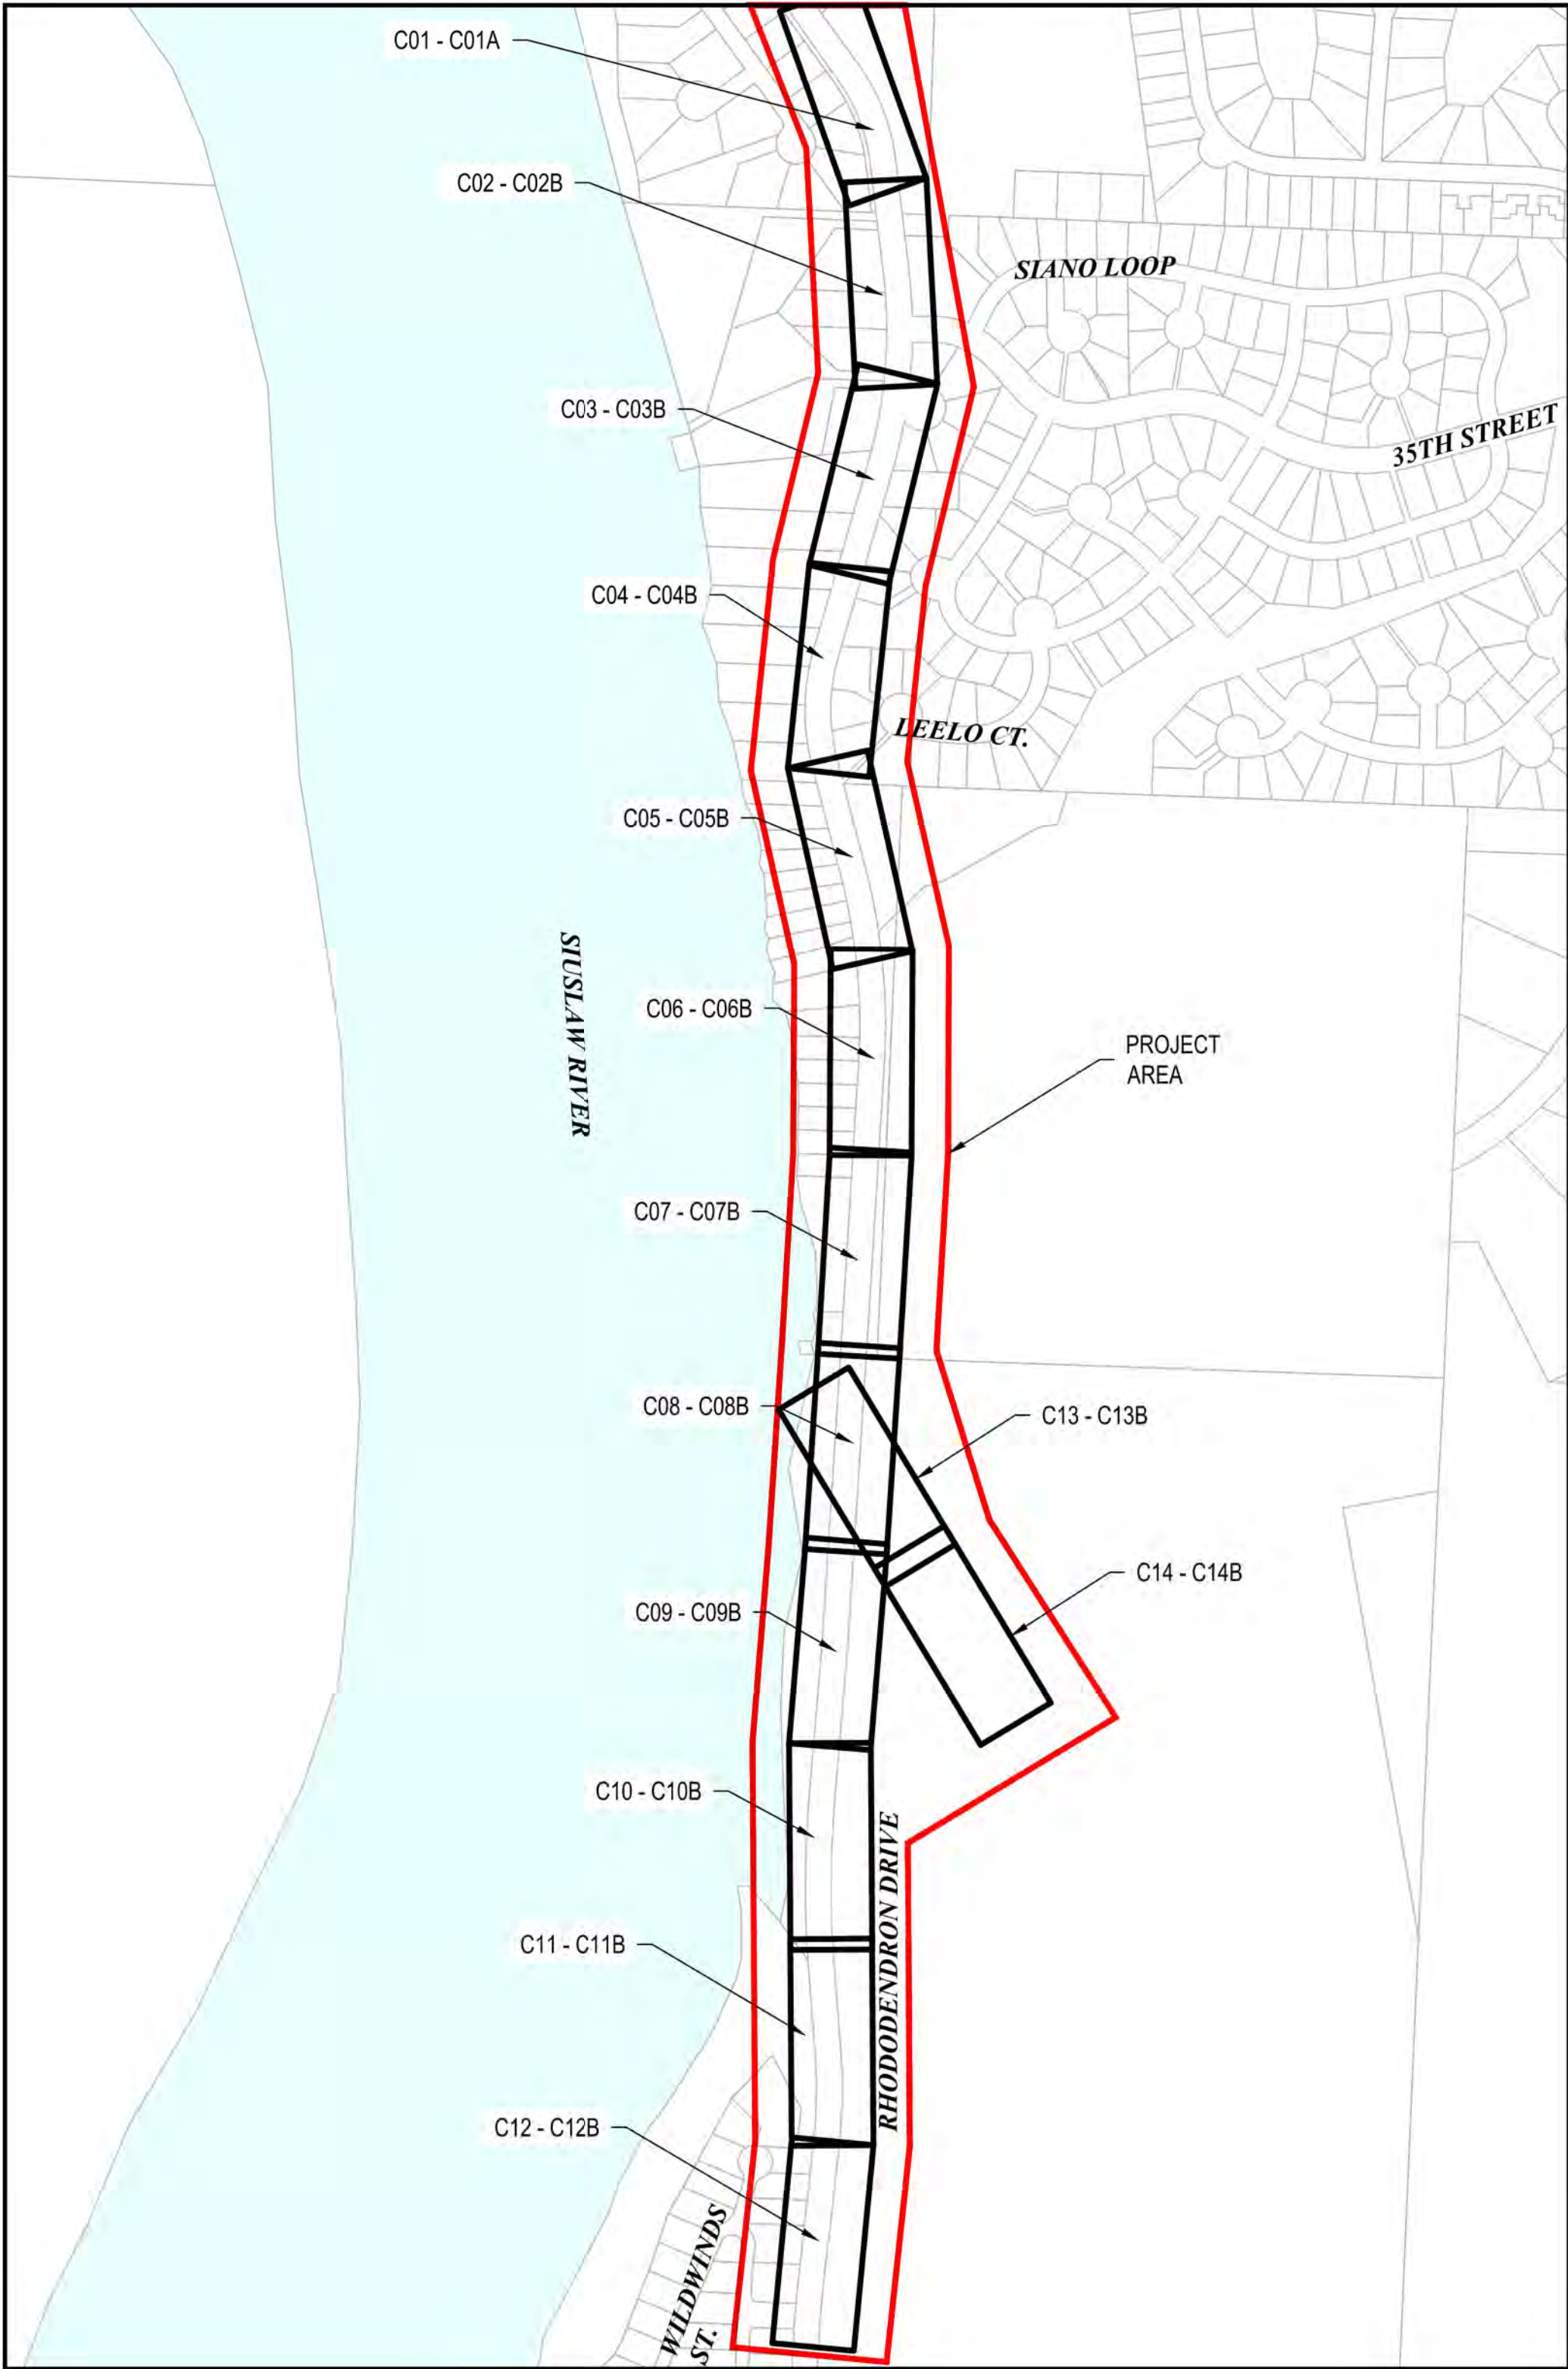 C01 - C01A
C02 - C02B
SIANO LOOP
C03 - C03B
35TH STREET
C04 - C04B
LEELO CT.
C05 - C05B
SIUSLAW RIVER
C06 - C06B
PROJECT
AREA
C07 - C07B
C08 - C08B
C13 - C13B
C14 - C14B
C09 - C09B
C10 - C10B
RHODODENDRON DRIVE
C11 - C11B
C12 - C12B
WILDWINDS
ST.